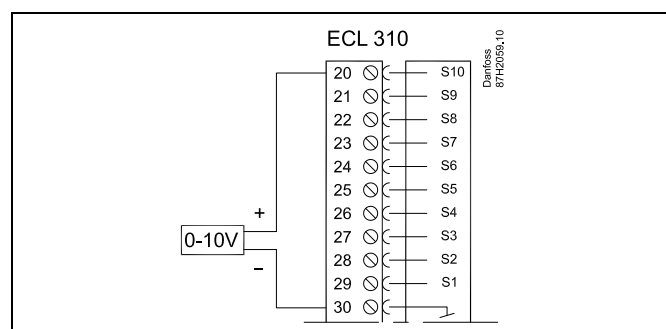 ECL 310
Danfoss
87H2059.10
20 S10
21 S9
22 S8
23 S7
24 S6
25 S5
26 S4
27 S3
28 S2
29 S1
30
+
0-10V
–